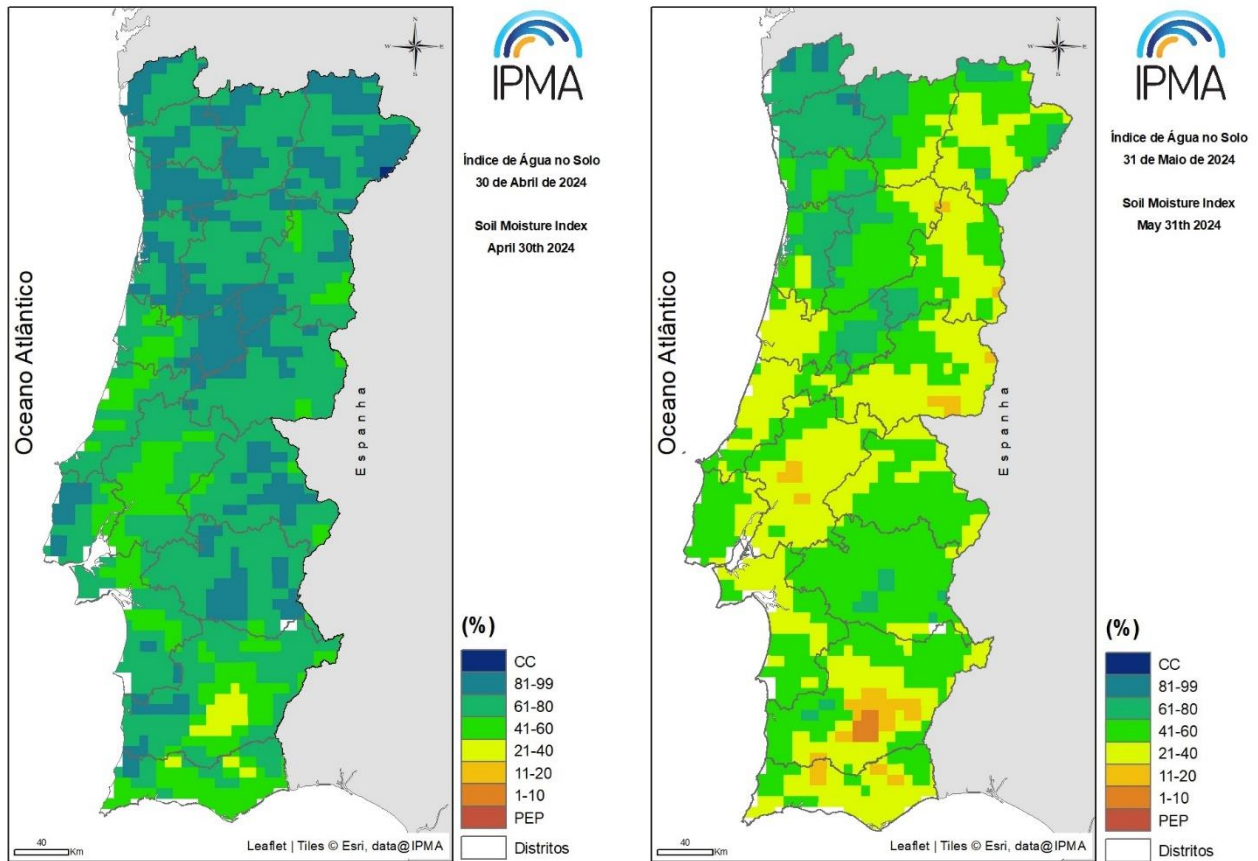 N
W
E
S
IPMA
Índice de Água no Solo
30 de Abril de 2024
Soil Moisture Index
April 30th 2024
Oceano Atlântico
Espanha
(%)
CC
81-99
61-80
41-60
21-40
11-20
1-10
PEP
Distritos
40
Km
Leaflet | Tiles © Esri, data@IPMA
N
W
E
S
IPMA
Índice de Água no Solo
31 de Maio de 2024
Soil Moisture Index
May 31th 2024
Oceano Atlântico
Espanha
(%)
CC
81-99
61-80
41-60
21-40
11-20
1-10
PEP
Distritos
40
Km
Leaflet | Tiles © Esri, data@IPMA